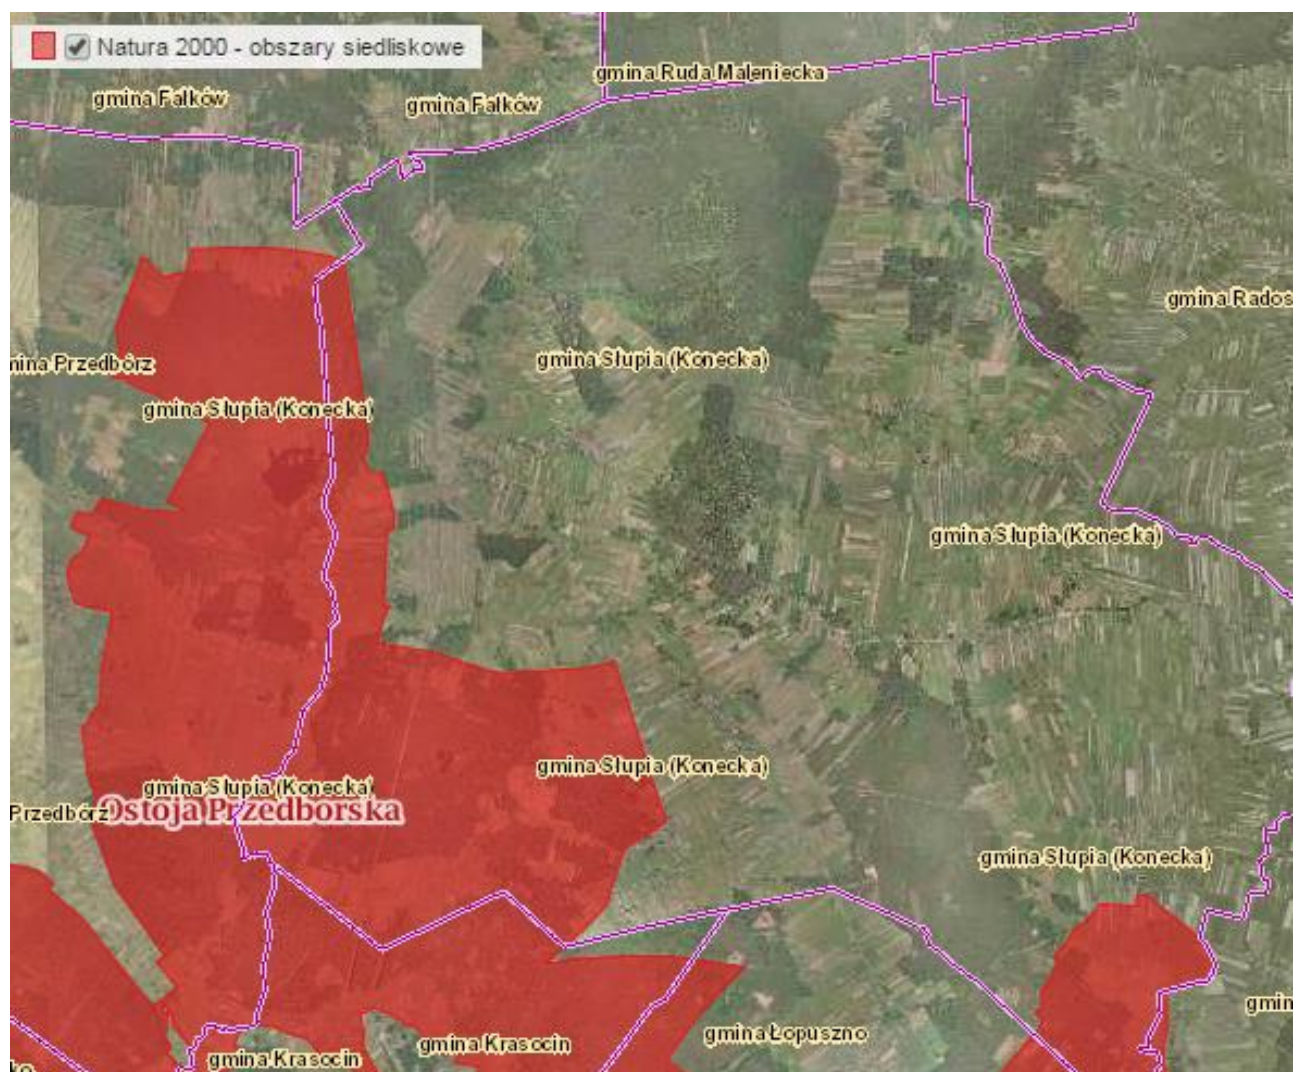 Natura 2000 - obszary siedliskowe
gmina Ruda Maleniecka
gmina Fałków
gmina Fałków
gmina Rados
mina Przedbórz
gmina Słupia (Konecka)
gmina Słupia (Konecka)
gmina Słupia (Konecka)
gmina Słupia (Konecka)
gmina Słupia (Konecka)
Przedbórz
Ostoja Przedborska
gmina Słupia (Konecka)
gmin
gmina Łopuszno
gmina Krasocin
gmina Krasocin